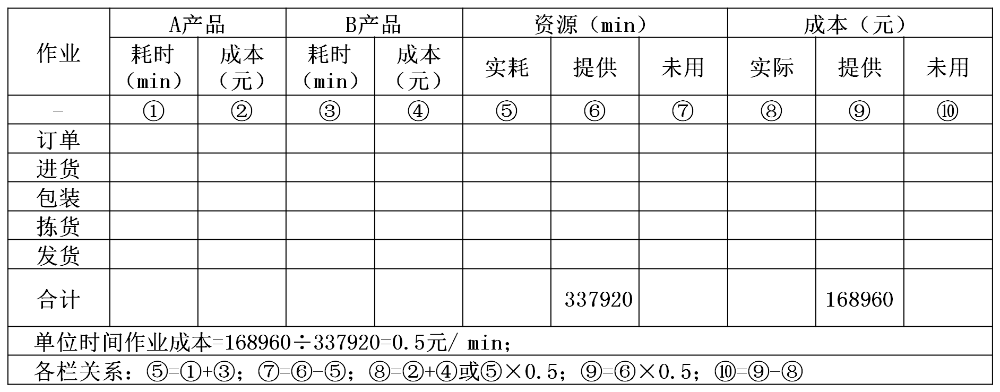 作业 A产品 B产品 资源（min） 成本（元）
耗时（min） 成本（元） 耗时（min） 成本（元） 实耗 提供 未用 实际 提供 未用
- ① ② ③ ④ ⑤ ⑥ ⑦ ⑧ ⑨ ⑩
订单
进货
包装
拣货
发货
合计 337920 168960
单位时间作业成本=168960÷337920=0.5元/ min；
各栏关系：⑤=①+③；⑦=⑥-⑤；⑧=②+④或⑤×0.5；⑨=⑥×0.5；⑩=⑨-⑧